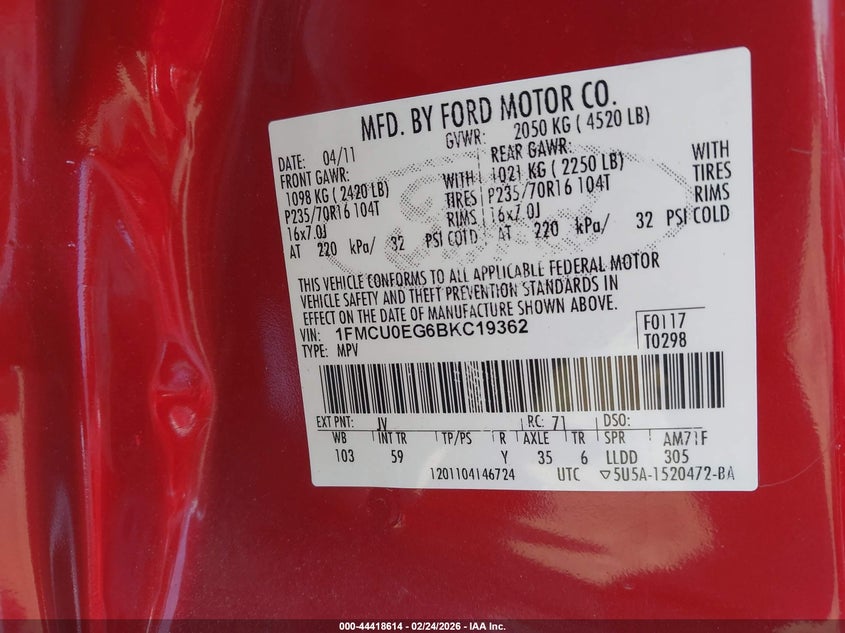 MFD. BY FORD MOTOR CO.
DATE: 04/11 GVWR: 2050 KG ( 4520 LB)
FRONT GAWR: REAR GAWR:
1098 KG ( 2420 LB) WITH 1021 KG ( 2250 LB) WITH
P235/70R16 104T TIRES P235/70R16 104T TIRES
16x7.0J RIMS 16x7.0J RIMS
AT 220 kPa/ 32 PSI COLD AT 220 kPa/ 32 PSI COLD
THIS VEHICLE CONFORMS TO ALL APPLICABLE FEDERAL MOTOR
VEHICLE SAFETY AND THEFT PREVENTION STANDARDS IN
EFFECT ON THE DATE OF MANUFACTURE SHOWN ABOVE.
VIN: 1FMCU0EG6BKC19362 F0117
TYPE: MPV T0298
EXT PNT: JV RC: 71 DSO:
WB INT TR TP/PS R AXLE TR SPR AM71F
103 59 Y 35 6 LLDD 305
1201104146724 UTC ▽5U5A-1520472-BA
000-44418614 - 02/24/2026 - IAA Inc.